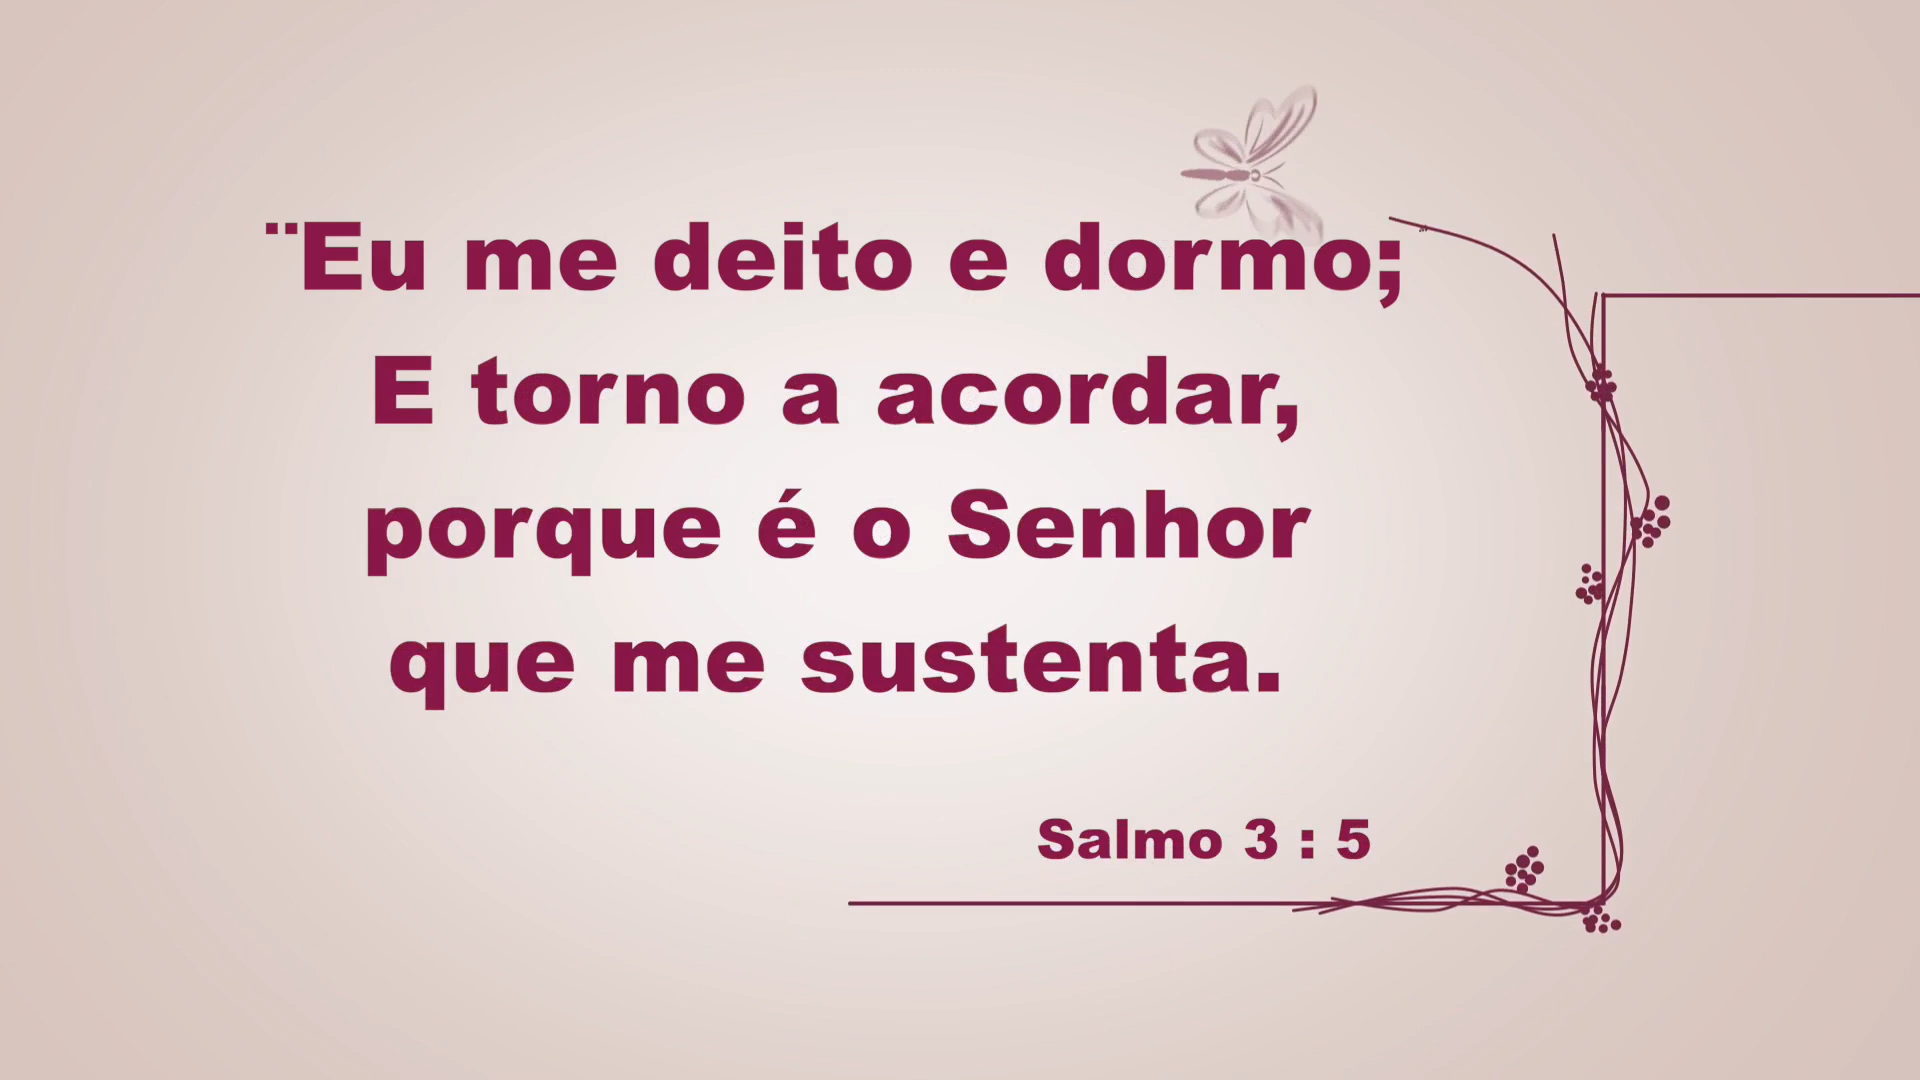 ¨Eu me deito e dormo;
E torno a acordar,
porque é o Senhor
que me sustenta.
Salmo 3 : 5